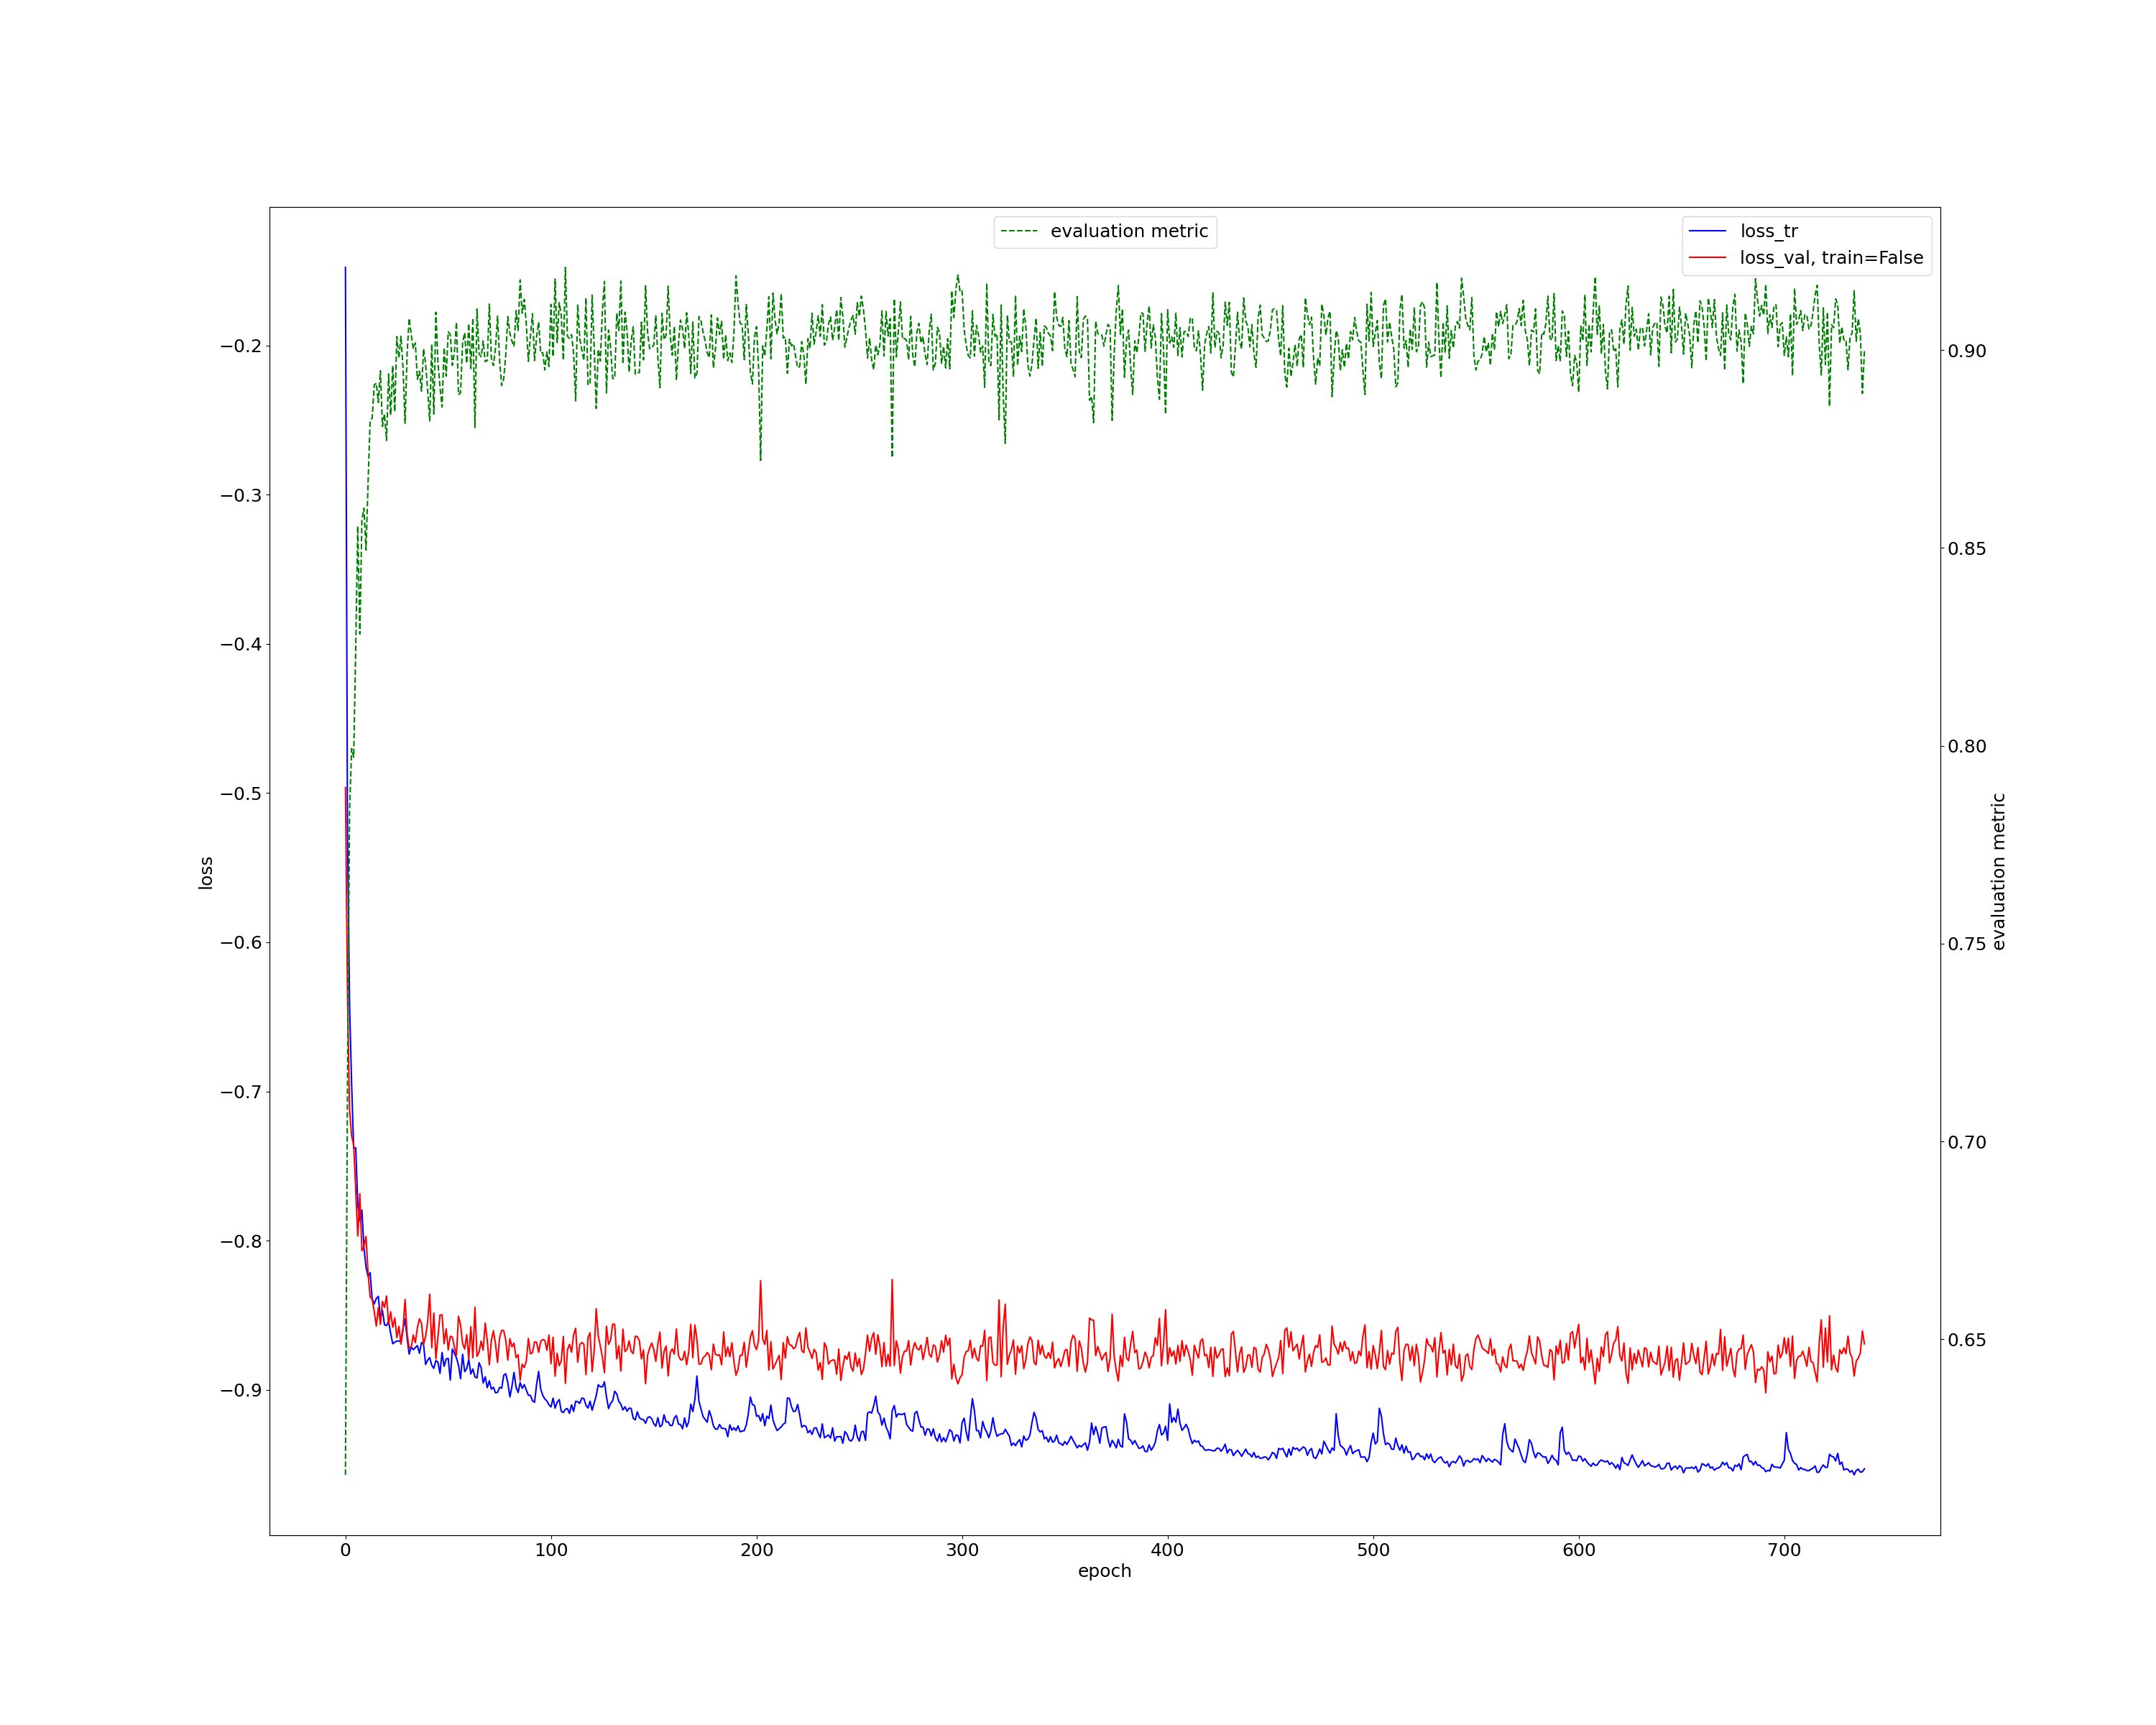 evaluation metric
loss_tr
loss_val, train=False
−0.2
−0.3
−0.4
−0.5
−0.6
−0.7
−0.8
−0.9
loss
0.90
0.85
0.80
0.75
0.70
0.65
evaluation metric
0 100 200 300 400 500 600 700
epoch